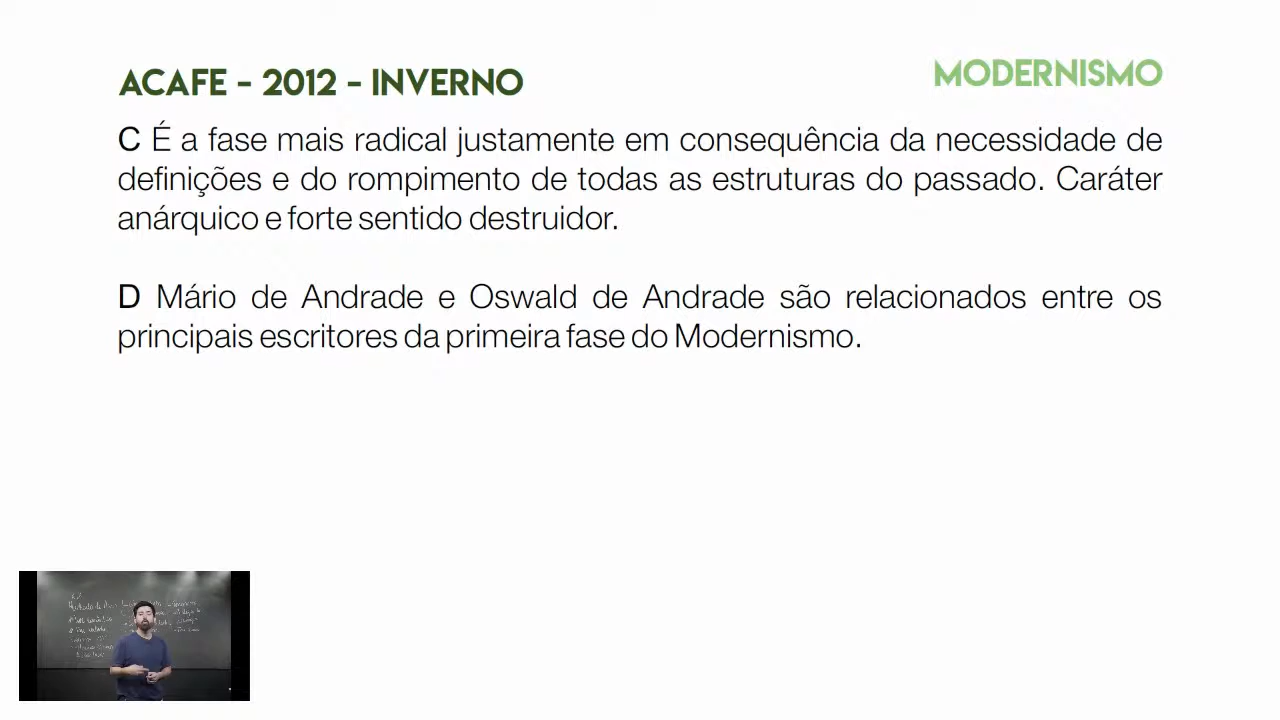 ACAFE - 2012 - INVERNO
MODERNISMO
C É a fase mais radical justamente em consequência da necessidade de
definições e do rompimento de todas as estruturas do passado. Caráter
anárquico e forte sentido destruidor.
D Mário de Andrade e Oswald de Andrade são relacionados entre os
principais escritores da primeira fase do Modernismo.